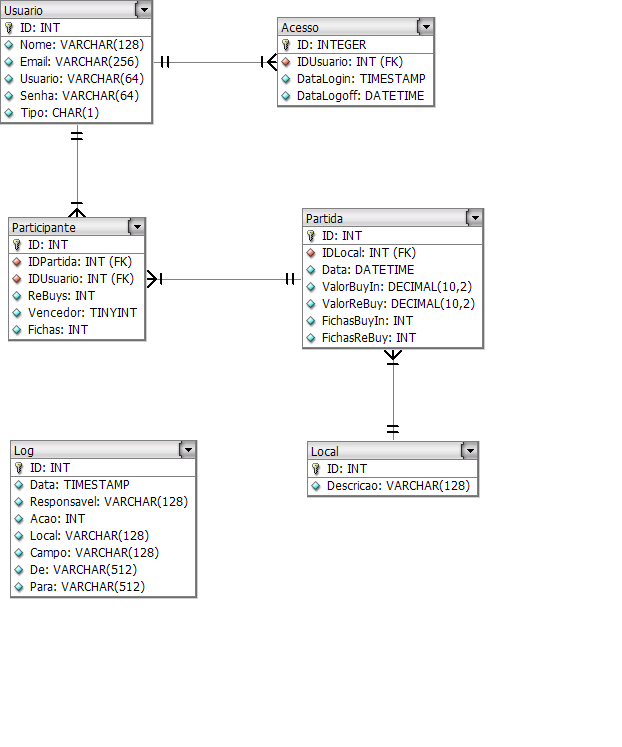 Usuario
ID: INT
Nome: VARCHAR(128)
Email: VARCHAR(256)
Usuario: VARCHAR(64)
Senha: VARCHAR(64)
Tipo: CHAR(1)
Acesso
ID: INTEGER
IDUsuario: INT (FK)
DataLogin: TIMESTAMP
DataLogoff: DATETIME
Participante
ID: INT
IDPartida: INT (FK)
IDUsuario: INT (FK)
ReBuys: INT
Vencedor: TINYINT
Fichas: INT
Partida
ID: INT
IDLocal: INT (FK)
Data: DATETIME
ValorBuyIn: DECIMAL(10,2)
ValorReBuy: DECIMAL(10,2)
FichasBuyIn: INT
FichasReBuy: INT
Log
ID: INT
Data: TIMESTAMP
Responsavel: VARCHAR(128)
Acao: INT
Local: VARCHAR(128)
Campo: VARCHAR(128)
De: VARCHAR(512)
Para: VARCHAR(512)
Local
ID: INT
Descricao: VARCHAR(128)